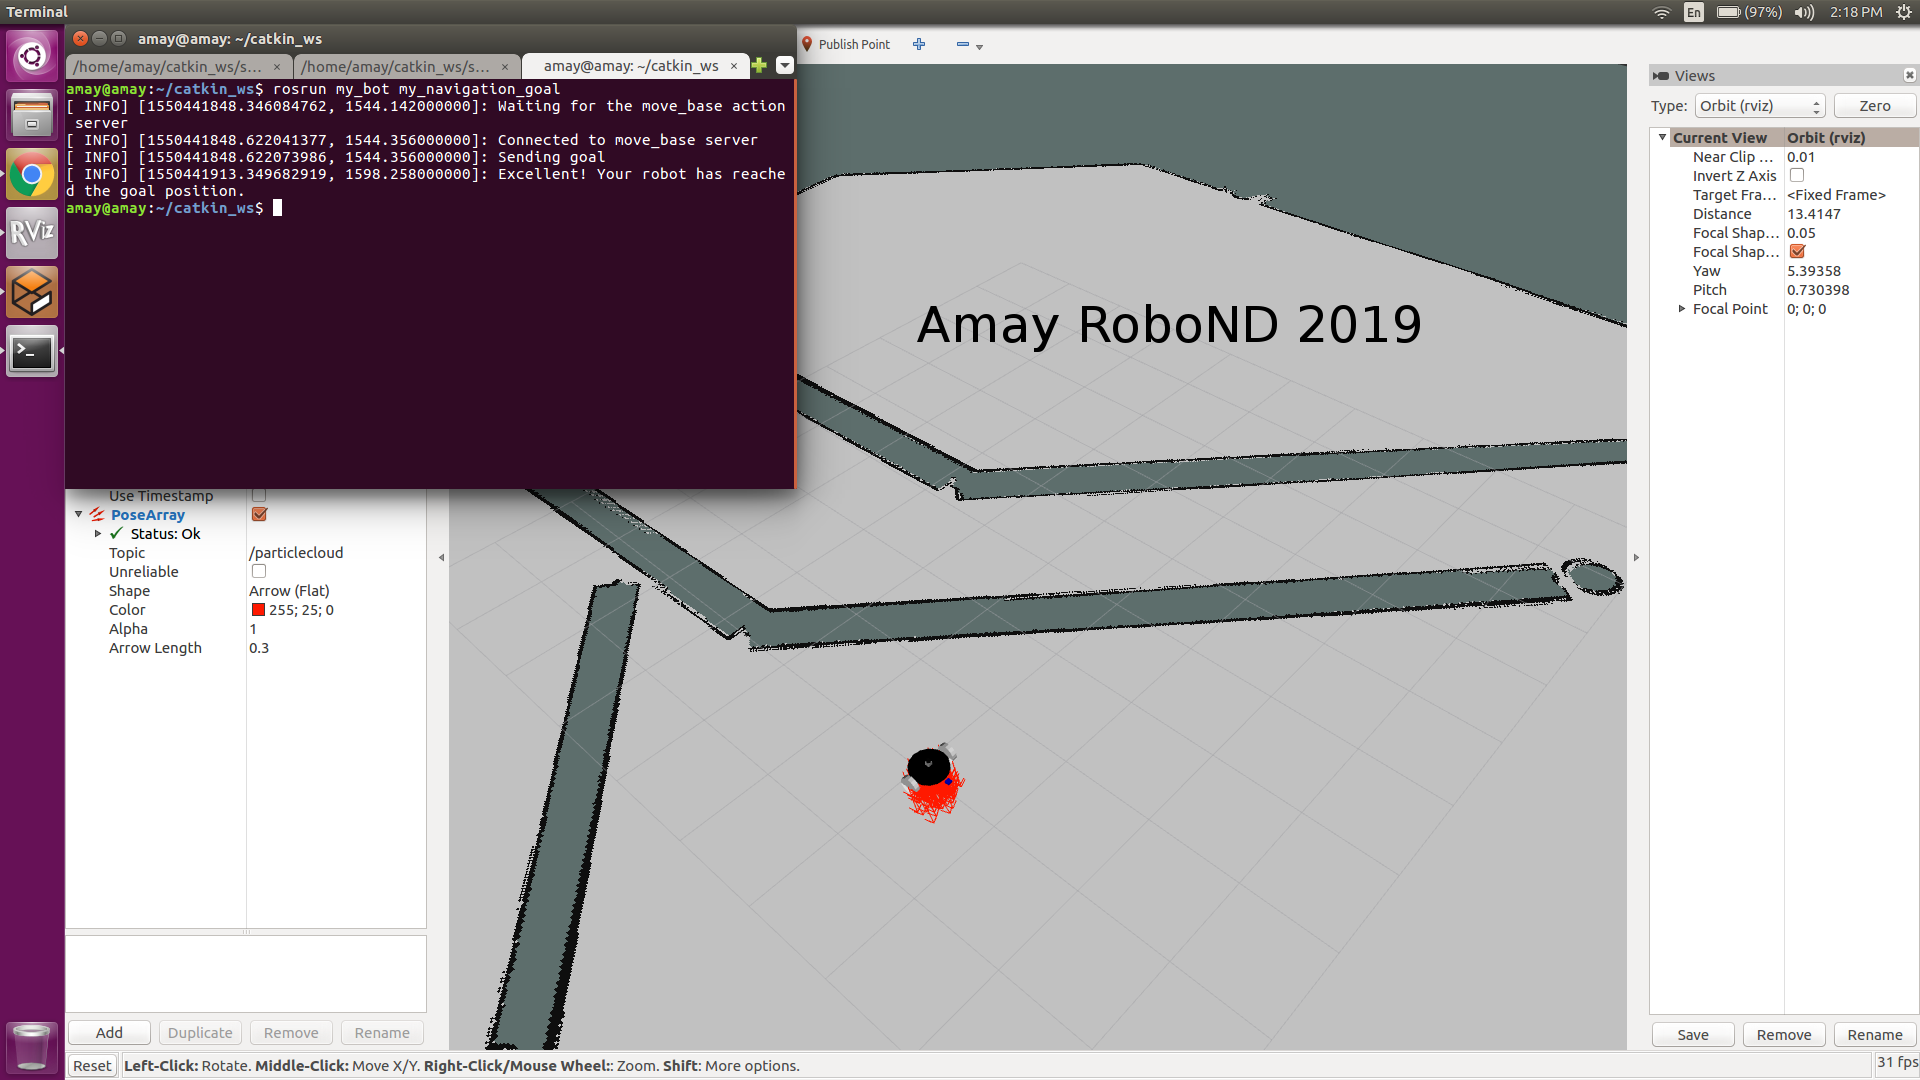 Terminal
En
(97%)
2:18 PM
amay@amay: ~/catkin_ws
/home/amay/catkin_ws/s... ×
/home/amay/catkin_ws/s... ×
amay@amay: ~/catkin_ws ×
amay@amay:~/catkin_ws$ rosrun my_bot my_navigation_goal
[ INFO] [1550441848.346084762, 1544.142000000]: Waiting for the move_base action
server
[ INFO] [1550441848.622041377, 1544.356000000]: Connected to move_base server
[ INFO] [1550441848.622073986, 1544.356000000]: Sending goal
[ INFO] [1550441913.349682919, 1598.258000000]: Excellent! Your robot has reache
d the goal position.
amay@amay:~/catkin_ws$
RViz
Publish Point
Amay RoboND 2019
Use Timestamp
PoseArray
Status: Ok
Topic /particlecloud
Unreliable
Shape Arrow (Flat)
Color 255; 25; 0
Alpha 1
Arrow Length 0.3
Add Duplicate Remove Rename
Views
Type: Orbit (rviz) Zero
Current View Orbit (rviz)
Near Clip ... 0.01
Invert Z Axis
Target Fra... <Fixed Frame>
Distance 13.4147
Focal Shap... 0.05
Focal Shap...
Yaw 5.39358
Pitch 0.730398
Focal Point 0; 0; 0
Save Remove Rename
Reset Left-Click: Rotate. Middle-Click: Move X/Y. Right-Click/Mouse Wheel:: Zoom. Shift: More options.
31 fps